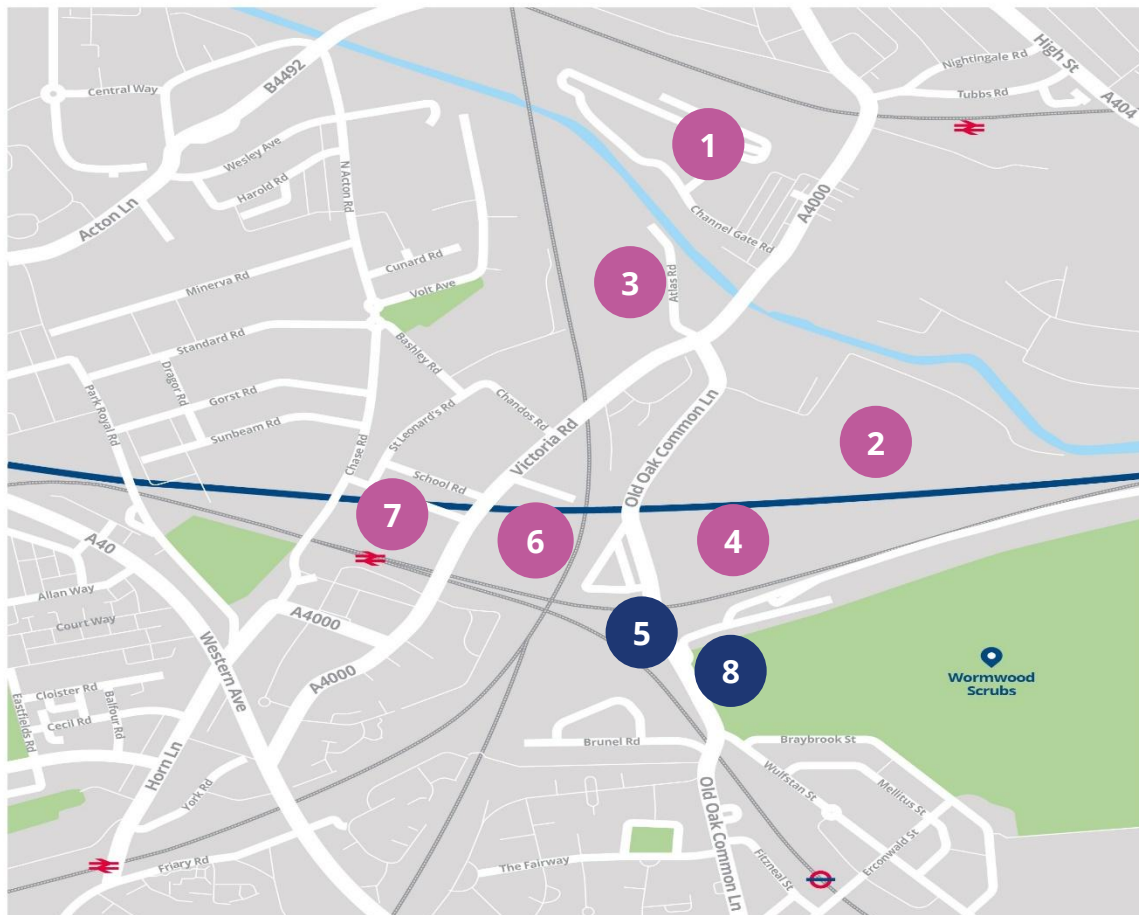 High St
Nightingale Rd
Tubbs Rd
A404
B4492
Central Way
1
Wesley Ave
Harold Rd
N Acton Rd
Acton Ln
A4000
Channel Gate Rd
Cunard Rd
3
Atlas Rd
Minerva Rd
Volt Ave
Standard Rd
Bashley Rd
Dragor Rd
Gorst Rd
Park Royal Rd
Sunbeam Rd
St Leonard's Rd
Chandos Rd
Victoria Rd
Old Oak Common Ln
2
Chase Rd
School Rd
7
6
4
A40
Allan Way
Court Way
A4000
Western Ave
5
8
A4000
Wormwood
Scrubs
Cloister Rd
Eastfields Rd
Cecil Rd
Balfour Rd
Horn Ln
York Rd
Brunel Rd
Braybrook St
Wulfstan St
Mellitus St
Old Oak Common Ln
Erconwald St
Friary Rd
The Fairway
Fitzneal St